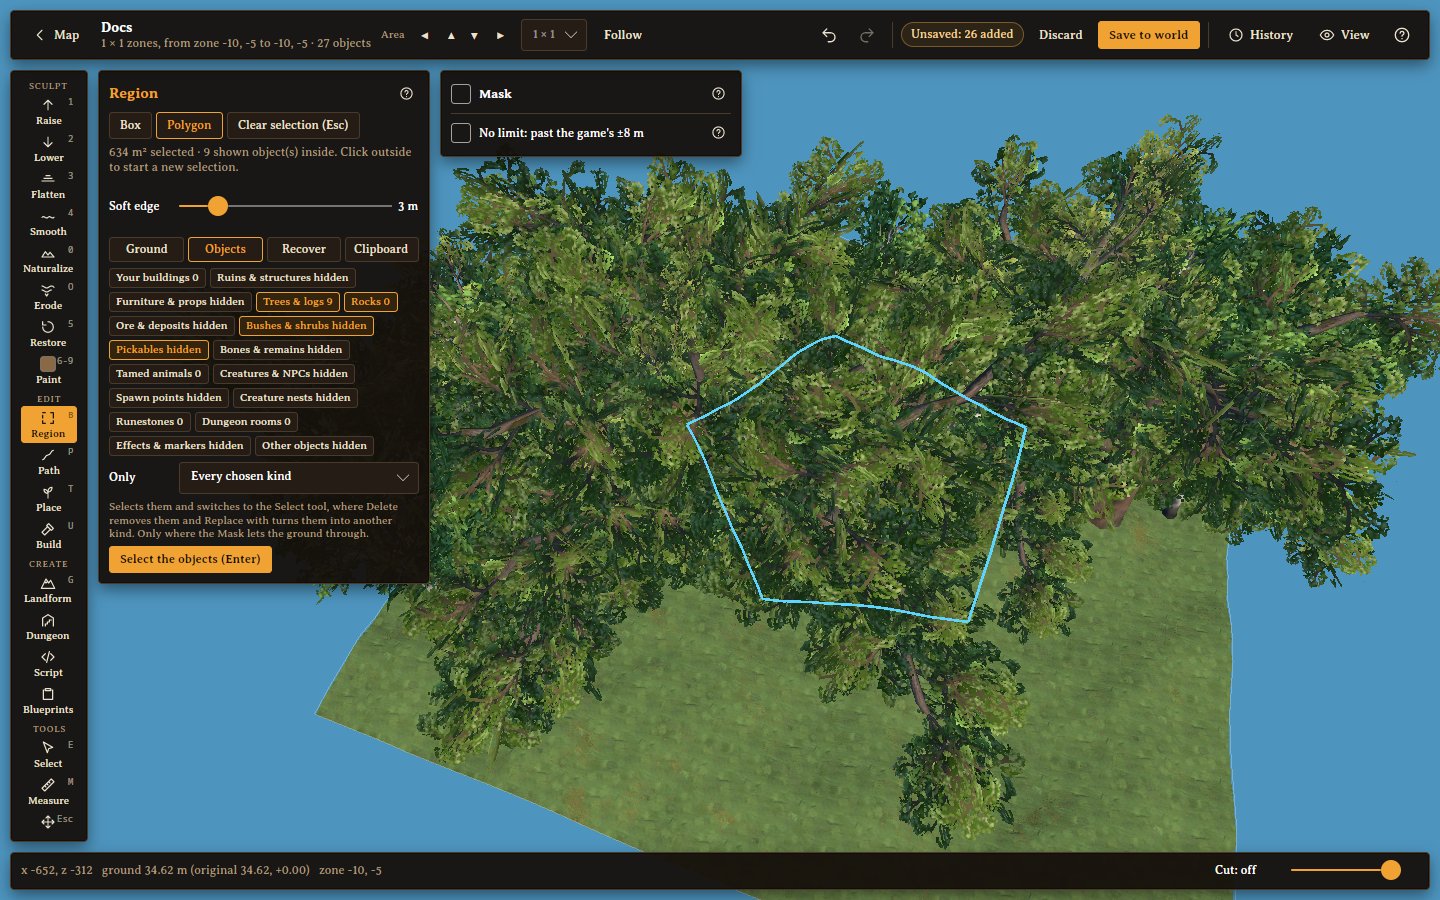 Map
Docs
1 × 1 zones, from zone -10, -5 to -10, -5 · 27 objects
Area
1 × 1
Follow
Unsaved: 26 added
Discard
Save to world
History
View
SCULPT
1
Raise
2
Lower
3
Flatten
4
Smooth
0
Naturalize
O
Erode
5
Restore
6-9
Paint
EDIT
B
Region
P
Path
T
Place
U
Build
CREATE
G
Landform
Dungeon
Script
Blueprints
TOOLS
E
Select
M
Measure
Esc
Region
Box
Polygon
Clear selection (Esc)
634 m² selected · 9 shown object(s) inside. Click outside
to start a new selection.
Soft edge
3 m
Ground
Objects
Recover
Clipboard
Your buildings 0
Ruins & structures hidden
Furniture & props hidden
Trees & logs 9
Rocks 0
Ore & deposits hidden
Bushes & shrubs hidden
Pickables hidden
Bones & remains hidden
Tamed animals 0
Creatures & NPCs hidden
Spawn points hidden
Creature nests hidden
Runestones 0
Dungeon rooms 0
Effects & markers hidden
Other objects hidden
Only
Every chosen kind
Selects them and switches to the Select tool, where Delete
removes them and Replace with turns them into another
kind. Only where the Mask lets the ground through.
Select the objects (Enter)
Mask
No limit: past the game's ±8 m
x -652, z -312 ground 34.62 m (original 34.62, +0.00) zone -10, -5
Cut: off